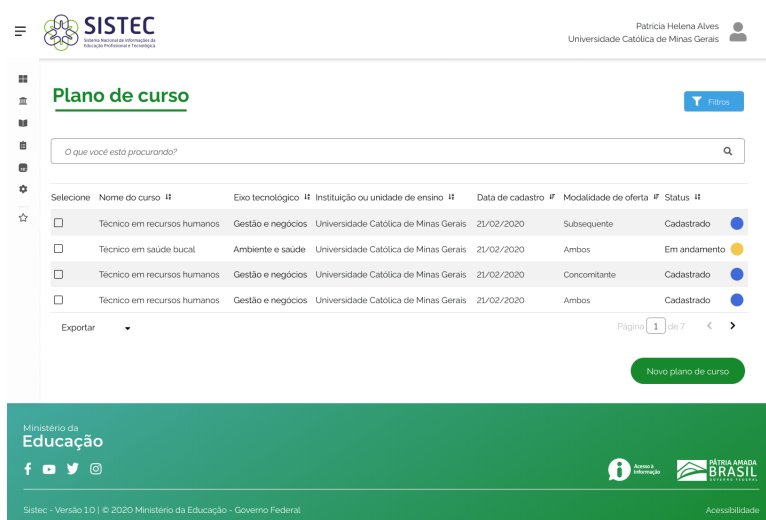 SISTEC
Sistema Nacional de Informações da
Educação Profissional e Tecnológica
Patrícia Helena Alves
Universidade Católica de Minas Gerais
Plano de curso
Filtros
O que você está procurando?
Selecione Nome do curso Eixo tecnológico Instituição ou unidade de ensino Data de cadastro Modalidade de oferta Status
Técnico em recursos humanos Gestão e negócios Universidade Católica de Minas Gerais 21/02/2020 Subsequente Cadastrado
Técnico em saúde bucal Ambiente e saúde Universidade Católica de Minas Gerais 21/02/2020 Ambos Em andamento
Técnico em recursos humanos Gestão e negócios Universidade Católica de Minas Gerais 21/02/2020 Concomitante Cadastrado
Técnico em recursos humanos Gestão e negócios Universidade Católica de Minas Gerais 21/02/2020 Ambos Cadastrado
Exportar
Página 1 de 7
Novo plano de curso
Ministério da
Educação
Acesso à
Informação
PÁTRIA AMADA
BRASIL
GOVERNO FEDERAL
Sistec - Versão 1.0 | © 2020 Ministério da Educação - Governo Federal
Acessibilidade